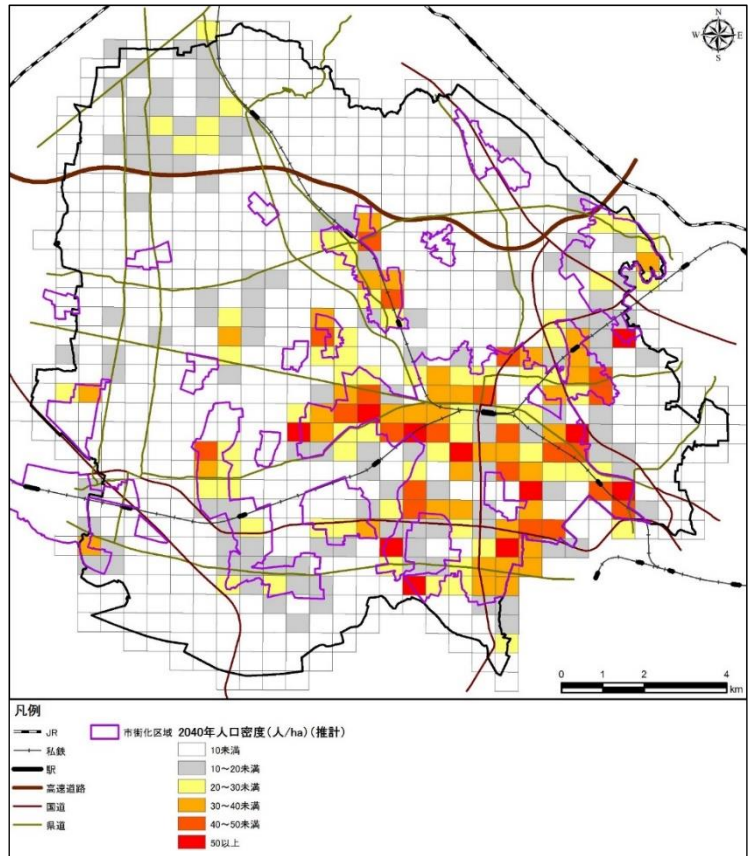 N
W E
S
0 1 2 4
km
凡例
JR
私鉄
駅
高速道路
国道
県道
市街化区域
2040年人口密度(人/ha)(推計)
10未満
10~20未満
20~30未満
30~40未満
40~50未満
50以上